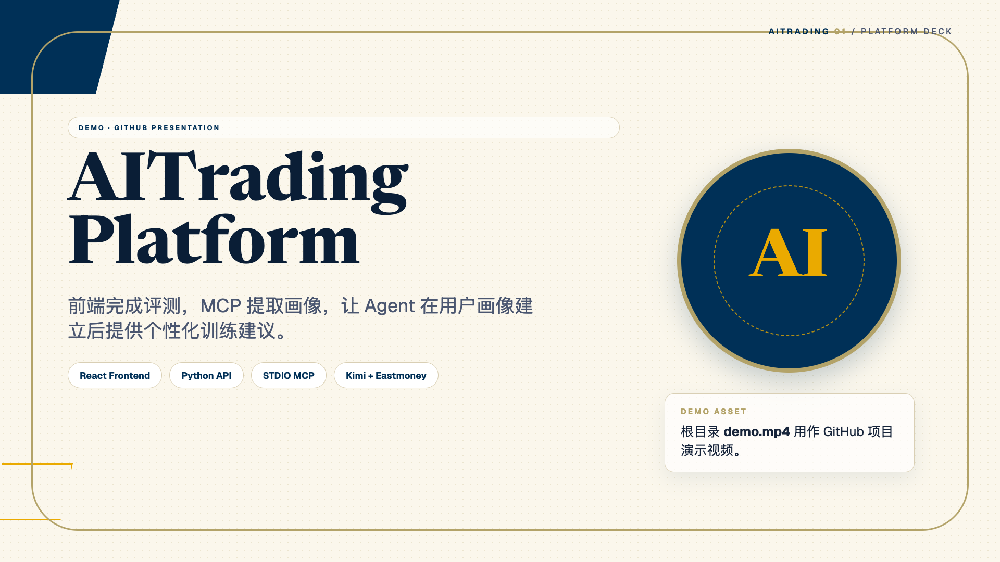 AITRADING 01 / PLATFORM DECK
DEMO · GITHUB PRESENTATION
AITrading
Platform
前端完成评测，MCP 提取画像，让 Agent 在用户画像建
立后提供个性化训练建议。
React Frontend
Python API
STDIO MCP
Kimi + Eastmoney
AI
DEMO ASSET
根目录 demo.mp4 用作 GitHub 项目
演示视频。